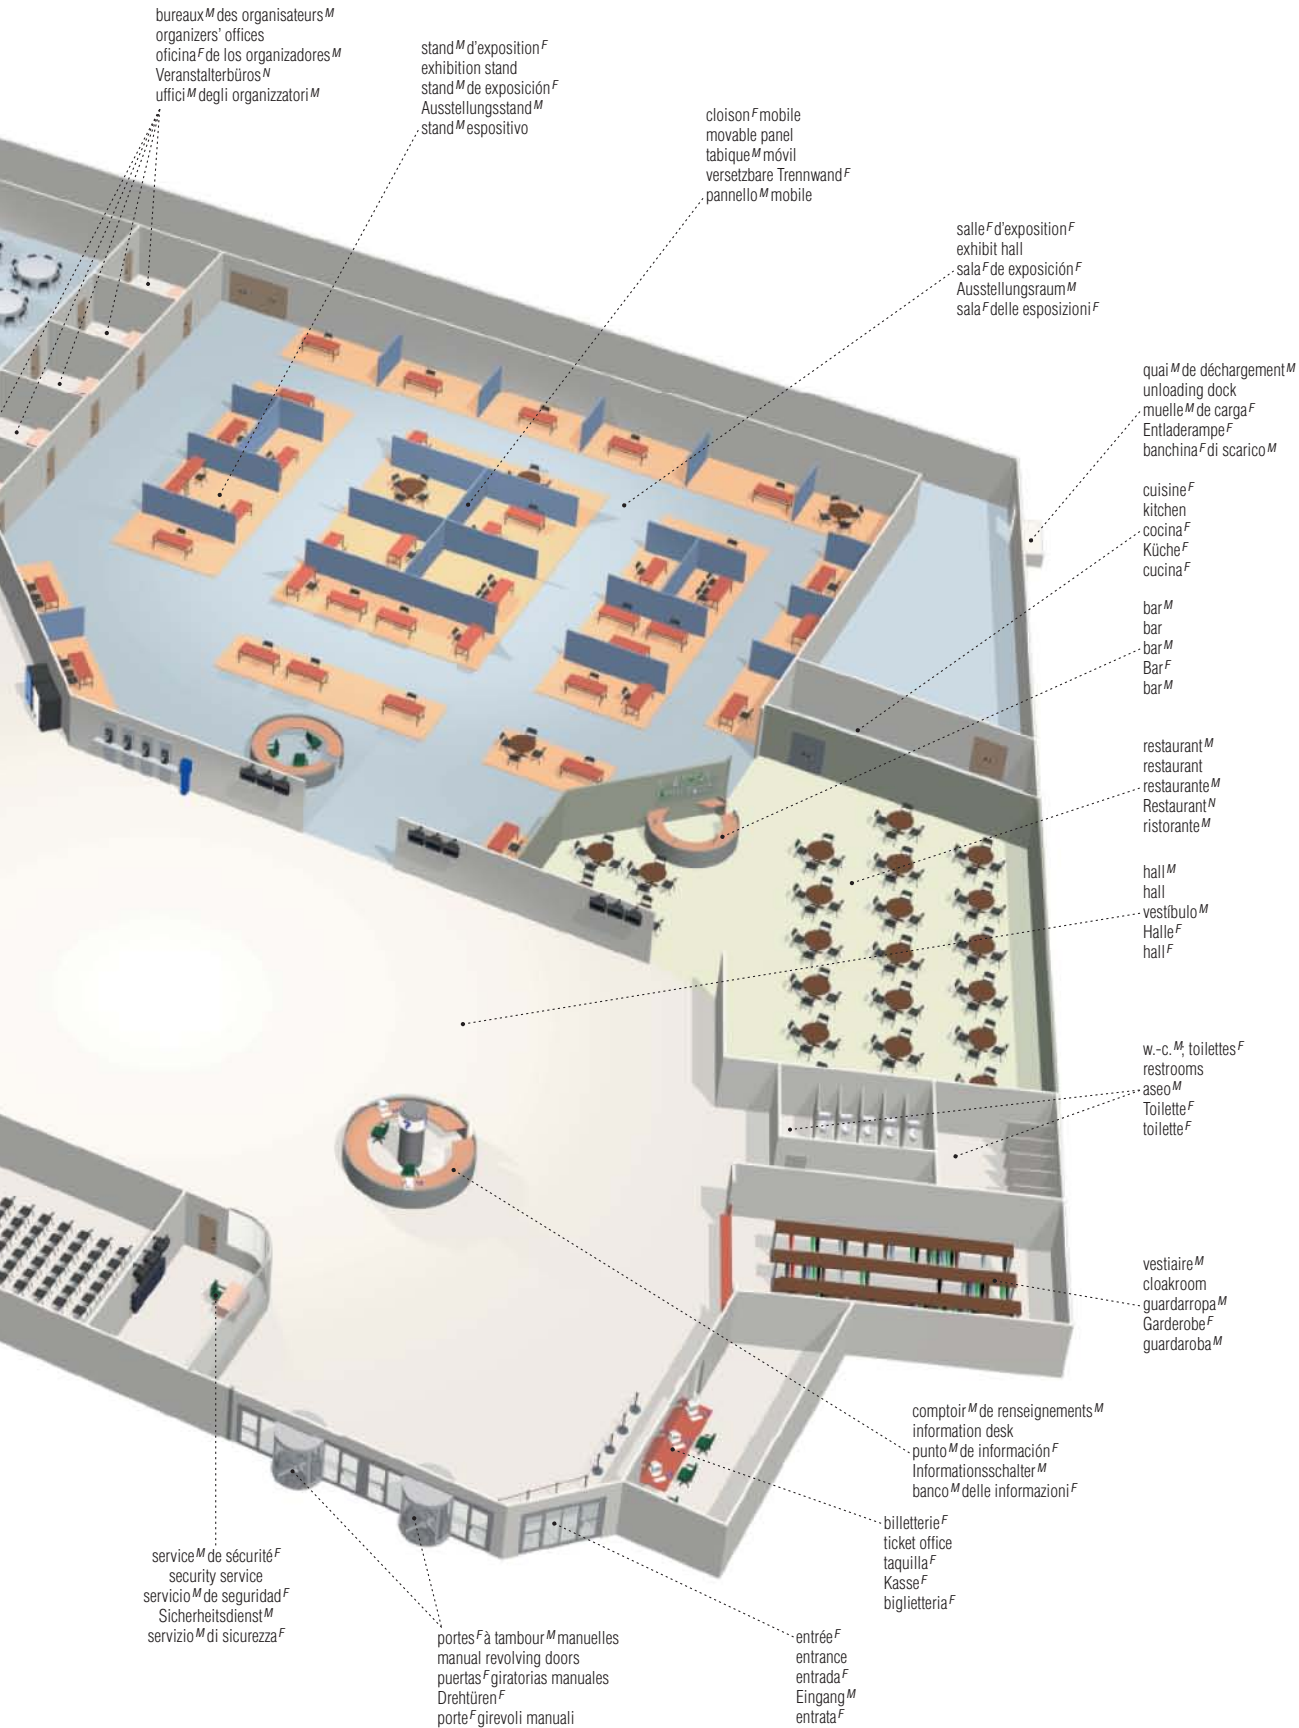 bureauxM des organisateursM
organizers' offices
oficinaF de los organizadoresM
VeranstalterbürosN
ufficiM degli organizzatoriM
standM d'expositionF
exhibition stand
standM de exposiciónF
AusstellungsstandM
standM espositivo
cloisonF mobile
movable panel
tabiqueM móvil
versetzbare TrennwandF
pannelloM mobile
salleF d'expositionF
exhibit hall
salaF de exposiciónF
AusstellungsraumM
salaF delle esposizioniF
quaiM de déchargementM
unloading dock
muelleM de cargaF
EntladerampeF
banchinaF di scaricoM
cuisineF
kitchen
cocinaF
KücheF
cucinaF
barM
bar
barM
BarF
barM
restaurantM
restaurant
restauranteM
RestaurantN
ristoranteM
hallM
hall
vestíbuloM
HalleF
hallF
w.-c.M; toilettesF
restrooms
aseoM
ToiletteF
toiletteF
vestiaireM
cloakroom
guardarropaM
GarderobeF
guardarobaM
comptoirM de renseignementsM
information desk
puntoM de informaciónF
InformationsschalterM
bancoM delle informazioniF
billetterieF
ticket office
taquillaF
KasseF
biglietteriaF
serviceM de sécuritéF
security service
servicioM de seguridadF
SicherheitsdienstM
servizioM di sicurezzaF
portesF à tambourM manuelles
manual revolving doors
puertasF giratorias manuales
DrehtürenF
porteF girevoli manuali
entréeF
entrance
entradaF
EingangM
entrataF